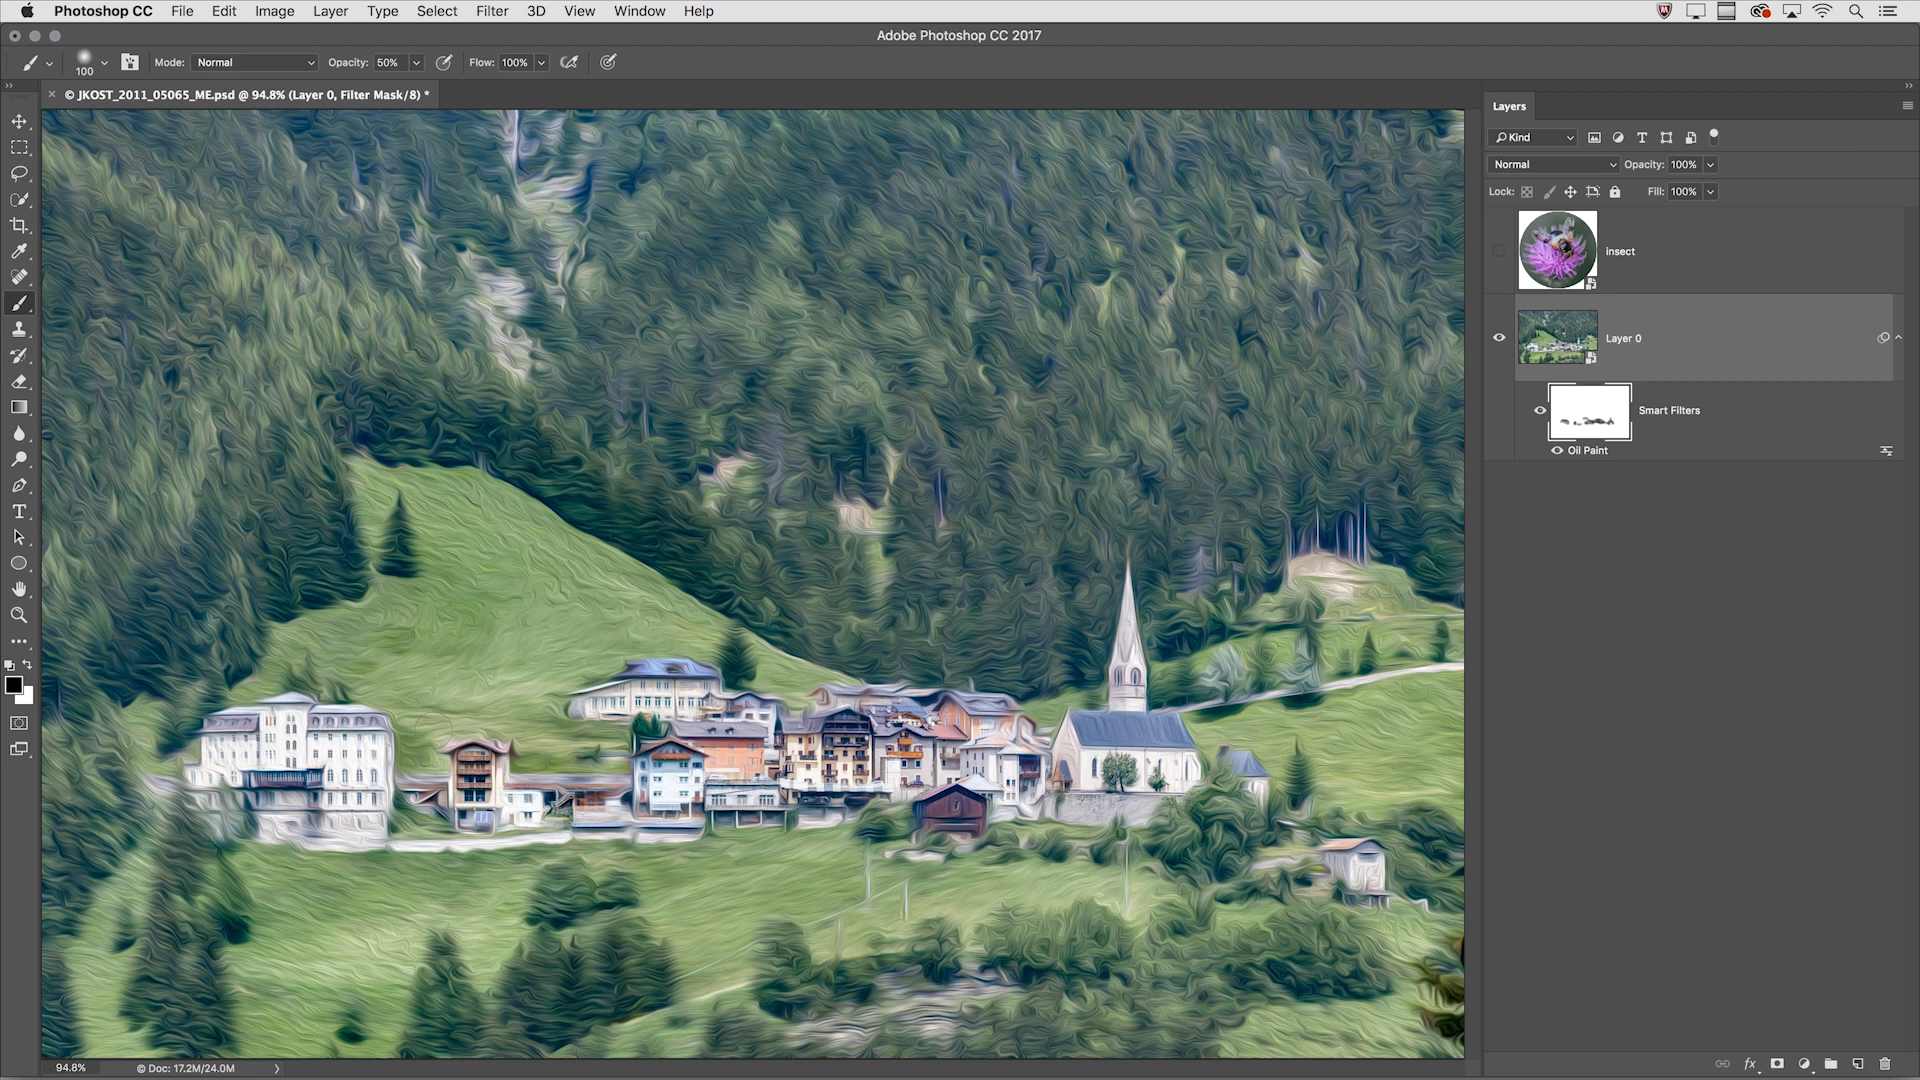 Photoshop CC File Edit Image Layer Type Select Filter 3D View Window Help
Adobe Photoshop CC 2017
100 Mode: Normal Opacity: 50% Flow: 100%
© JKOST_2011_05065_ME.psd @ 94.8% (Layer 0, Filter Mask/8) *
Layers
Kind
Normal Opacity: 100%
Lock: Fill: 100%
insect
Layer 0
Smart Filters
Oil Paint
94.8% © Doc: 17.2M/24.0M
fx